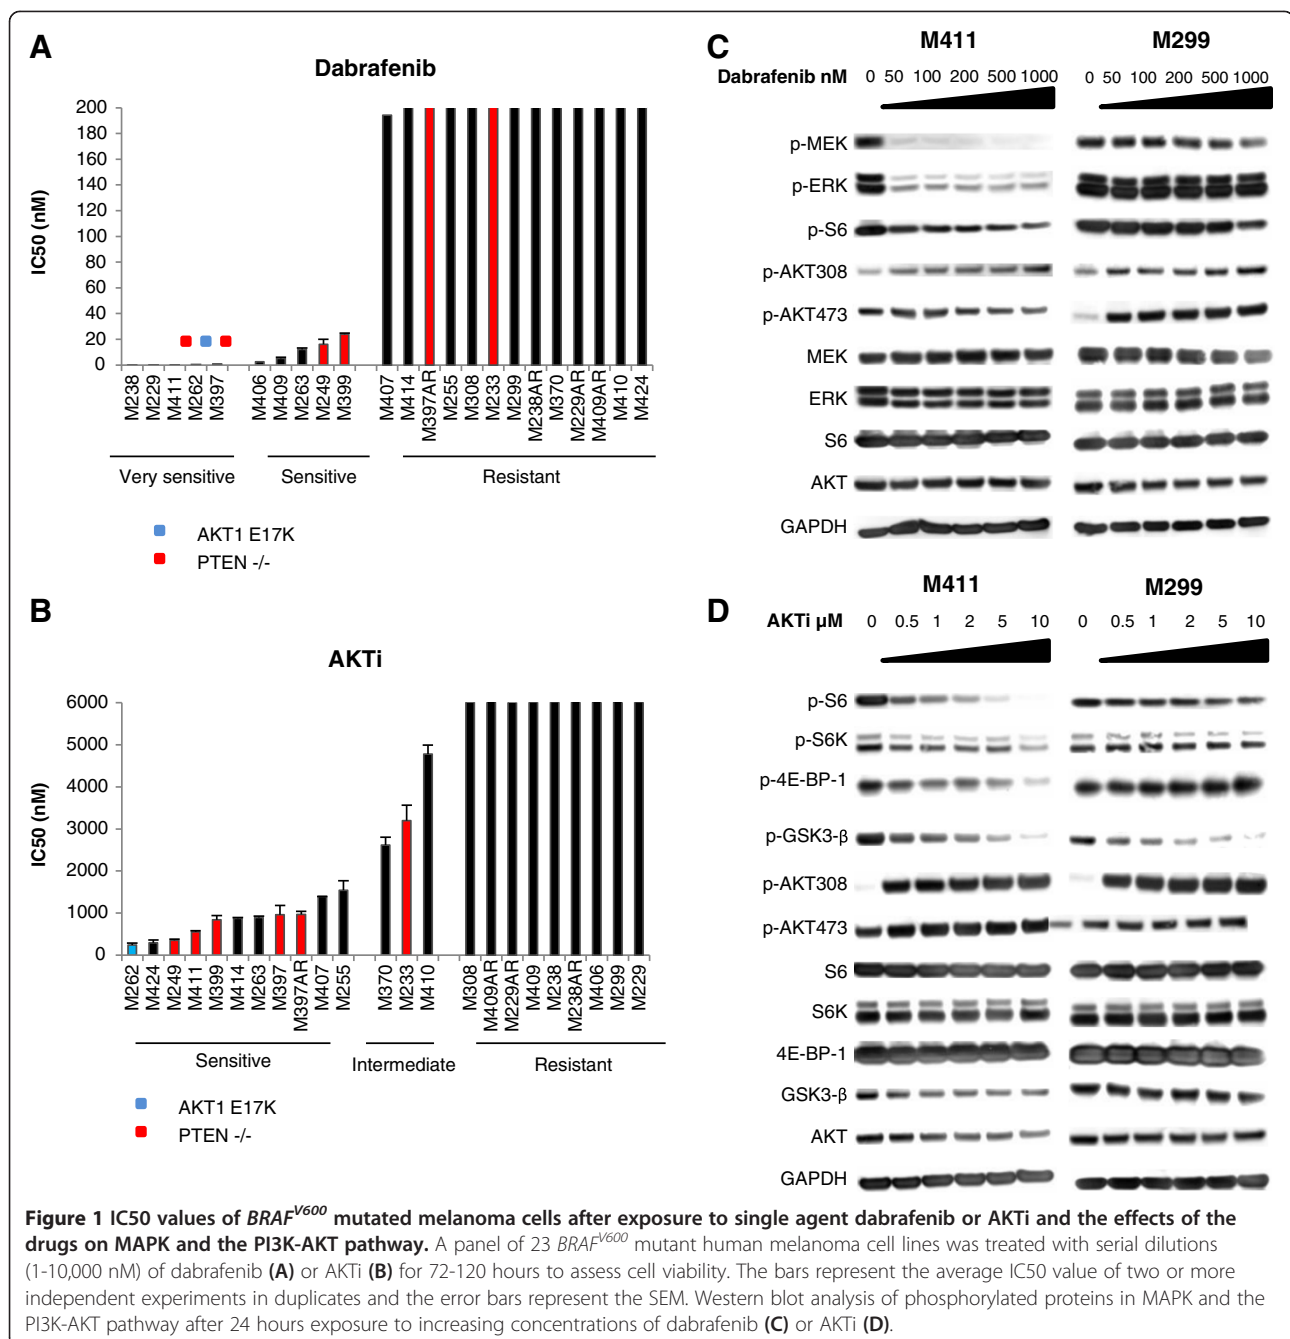 A
Dabrafenib
IC50 (nM)
200
180
160
140
120
100
80
60
40
20
0
M238
M229
M411
M262
M397
M406
M409
M263
M249
M399
M407
M414
M397AR
M255
M308
M233
M299
M238AR
M370
M229AR
M409AR
M410
M424
Very sensitive
Sensitive
Resistant
AKT1 E17K
PTEN -/-
B
AKTi
IC50 (nM)
6000
5000
4000
3000
2000
1000
0
M262
M424
M249
M411
M399
M414
M263
M397
M397AR
M407
M255
M370
M233
M410
M308
M409AR
M229AR
M409
M238
M238AR
M406
M299
M229
Sensitive
Intermediate
Resistant
AKT1 E17K
PTEN -/-
C
M411 M299
Dabrafenib nM 0 50 100 200 500 1000 0 50 100 200 500 1000
p-MEK
p-ERK
p-S6
p-AKT308
p-AKT473
MEK
ERK
S6
AKT
GAPDH
D
M411 M299
AKTi µM 0 0.5 1 2 5 10 0 0.5 1 2 5 10
p-S6
p-S6K
p-4E-BP-1
p-GSK3-β
p-AKT308
p-AKT473
S6
S6K
4E-BP-1
GSK3-β
AKT
GAPDH
Figure 1 IC50 values of BRAF^V600 mutated melanoma cells after exposure to single agent dabrafenib or AKTi and the effects of the
drugs on MAPK and the PI3K-AKT pathway. A panel of 23 BRAF^V600 mutant human melanoma cell lines was treated with serial dilutions
(1-10,000 nM) of dabrafenib (A) or AKTi (B) for 72-120 hours to assess cell viability. The bars represent the average IC50 value of two or more
independent experiments in duplicates and the error bars represent the SEM. Western blot analysis of phosphorylated proteins in MAPK and the
PI3K-AKT pathway after 24 hours exposure to increasing concentrations of dabrafenib (C) or AKTi (D).